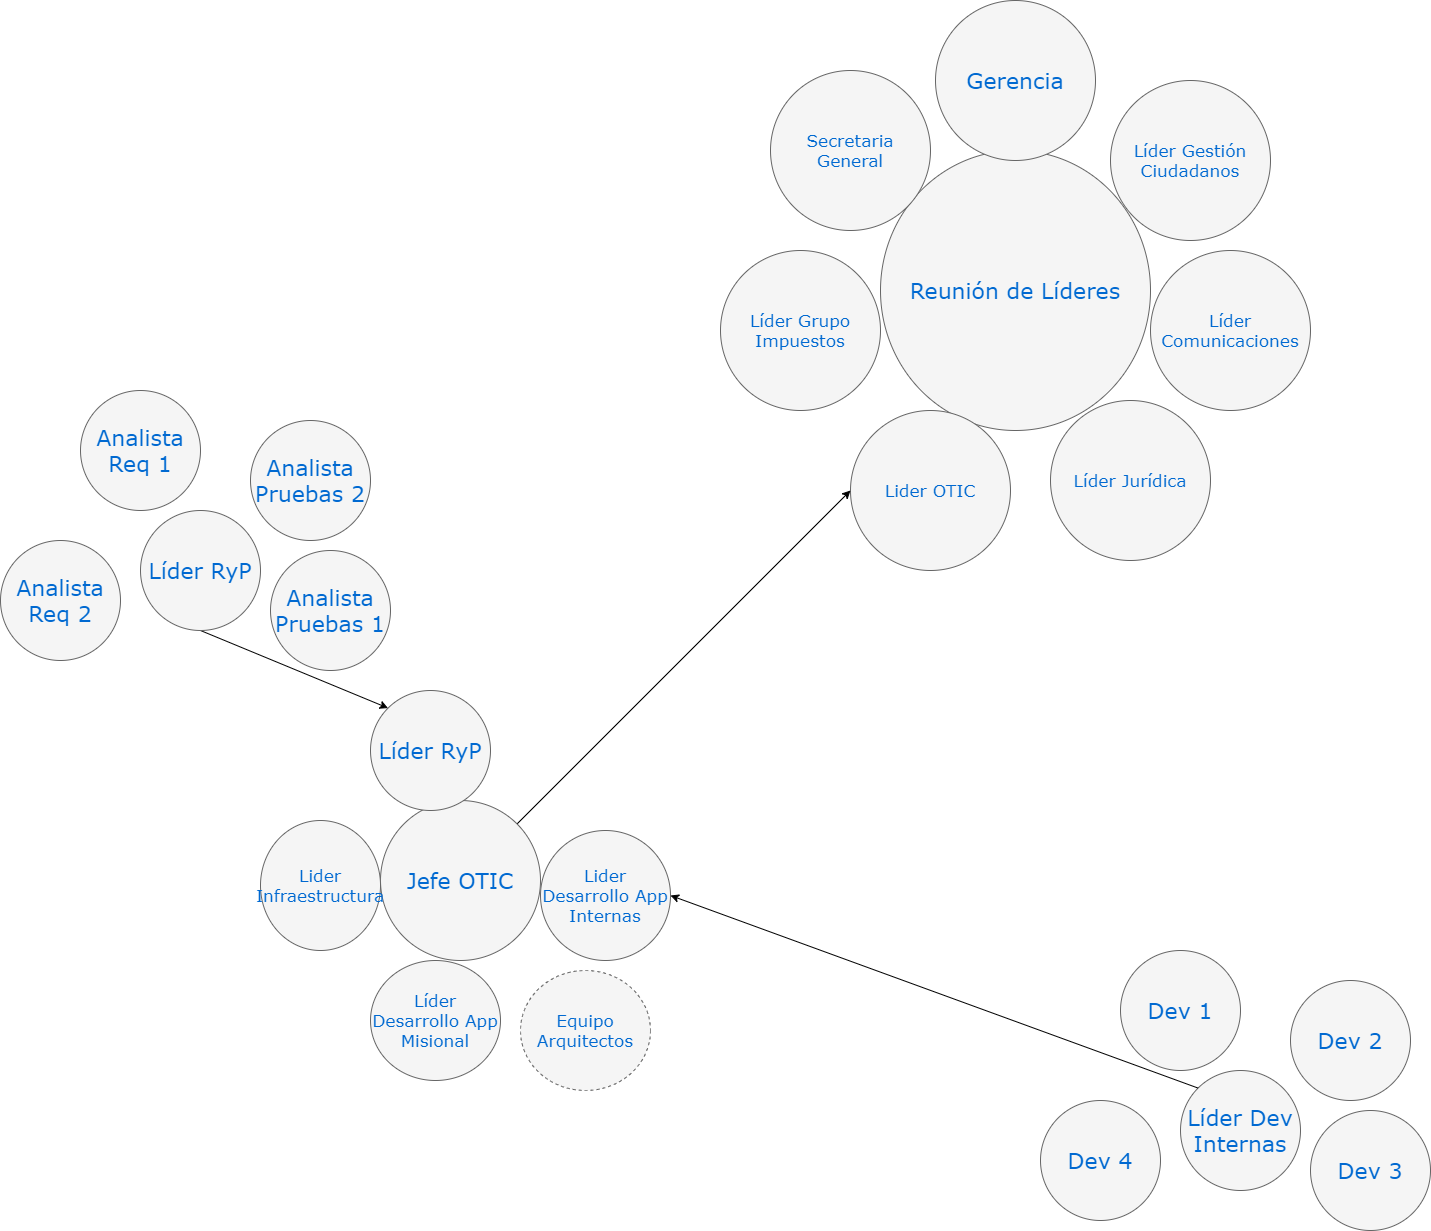 Gerencia
Secretaria
General
Líder Gestión
Ciudadanos
Reunión de Líderes
Líder Grupo
Impuestos
Líder
Comunicaciones
Lider OTIC
Líder Jurídica
Analista
Req 1
Analista
Pruebas 2
Líder RyP
Analista
Req 2
Analista
Pruebas 1
Líder RyP
Lider
Infraestructura
Jefe OTIC
Lider
Desarrollo App
Internas
Líder
Desarrollo App
Misional
Equipo
Arquitectos
Dev 1
Dev 2
Líder Dev
Internas
Dev 4
Dev 3